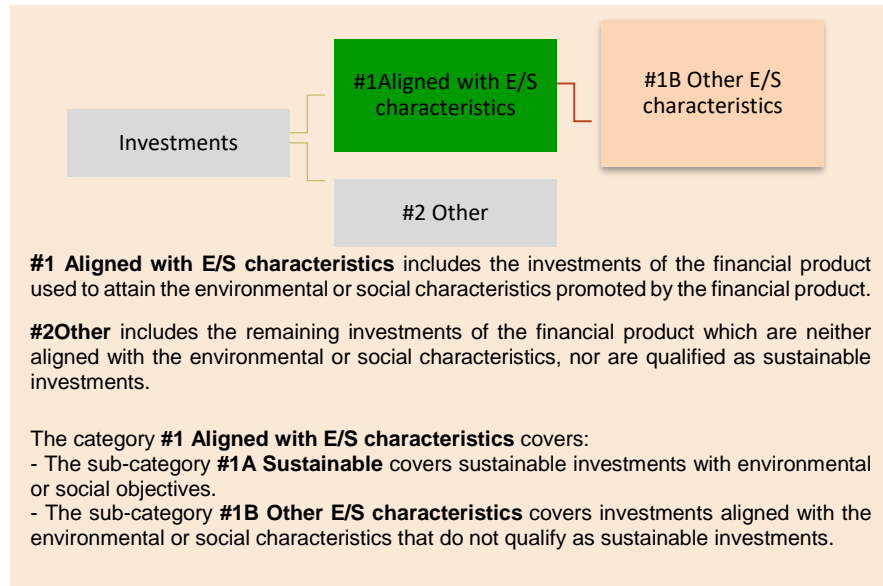 #1Aligned with E/S
characteristics
#1B Other E/S
characteristics
Investments
#2 Other
#1 Aligned with E/S characteristics includes the investments of the financial product
used to attain the environmental or social characteristics promoted by the financial product.
#2Other includes the remaining investments of the financial product which are neither
aligned with the environmental or social characteristics, nor are qualified as sustainable
investments.
The category #1 Aligned with E/S characteristics covers:
- The sub-category #1A Sustainable covers sustainable investments with environmental
or social objectives.
- The sub-category #1B Other E/S characteristics covers investments aligned with the
environmental or social characteristics that do not qualify as sustainable investments.